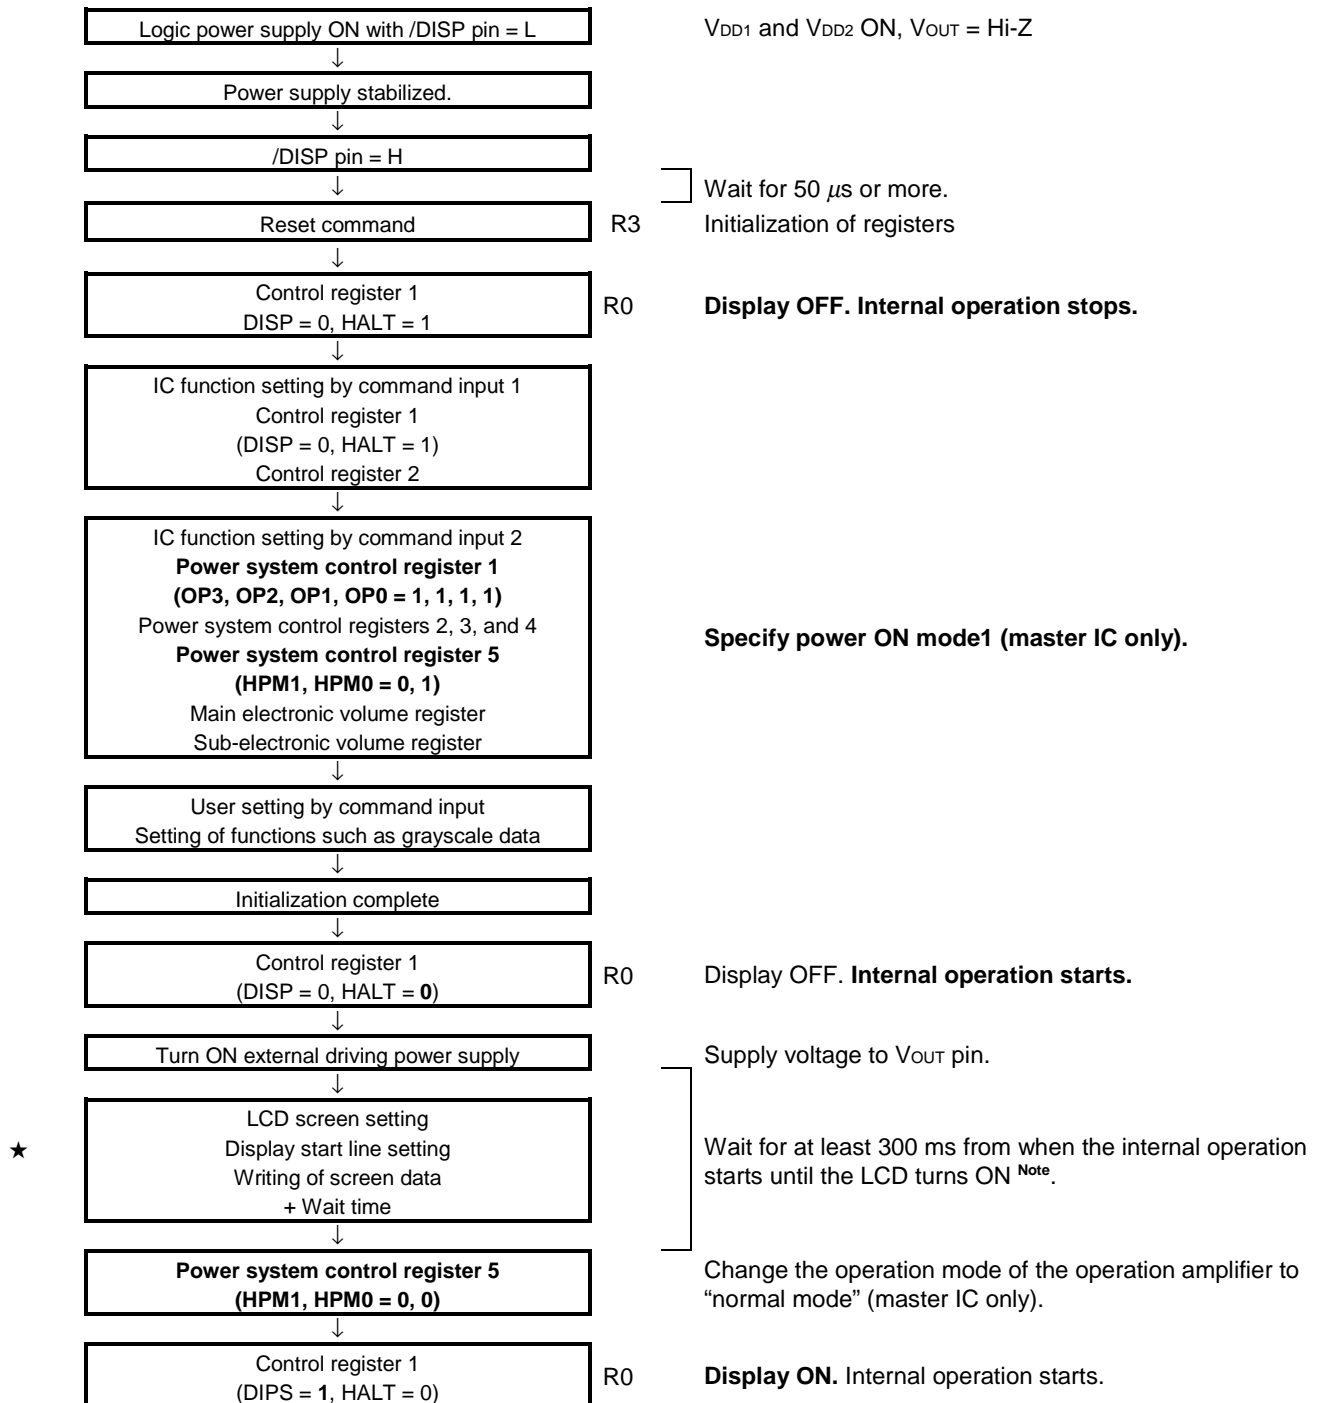 Logic power supply ON with /DISP pin = L
VDD1 and VDD2 ON, VOUT = Hi-Z
↓
Power supply stabilized.
↓
/DISP pin = H
↓
Wait for 50 µs or more.
Reset command
R3
Initialization of registers
↓
Control register 1
DISP = 0, HALT = 1
R0
Display OFF. Internal operation stops.
↓
IC function setting by command input 1
Control register 1
(DISP = 0, HALT = 1)
Control register 2
↓
IC function setting by command input 2
Power system control register 1
(OP3, OP2, OP1, OP0 = 1, 1, 1, 1)
Power system control registers 2, 3, and 4
Power system control register 5
(HPM1, HPM0 = 0, 1)
Main electronic volume register
Sub-electronic volume register
Specify power ON mode1 (master IC only).
↓
User setting by command input
Setting of functions such as grayscale data
↓
Initialization complete
↓
Control register 1
(DISP = 0, HALT = 0)
R0
Display OFF. Internal operation starts.
↓
Turn ON external driving power supply
Supply voltage to VOUT pin.
↓
★
LCD screen setting
Display start line setting
Writing of screen data
+ Wait time
Wait for at least 300 ms from when the internal operation
starts until the LCD turns ON Note.
↓
Power system control register 5
(HPM1, HPM0 = 0, 0)
Change the operation mode of the operation amplifier to
“normal mode” (master IC only).
↓
Control register 1
(DIPS = 1, HALT = 0)
R0
Display ON. Internal operation starts.